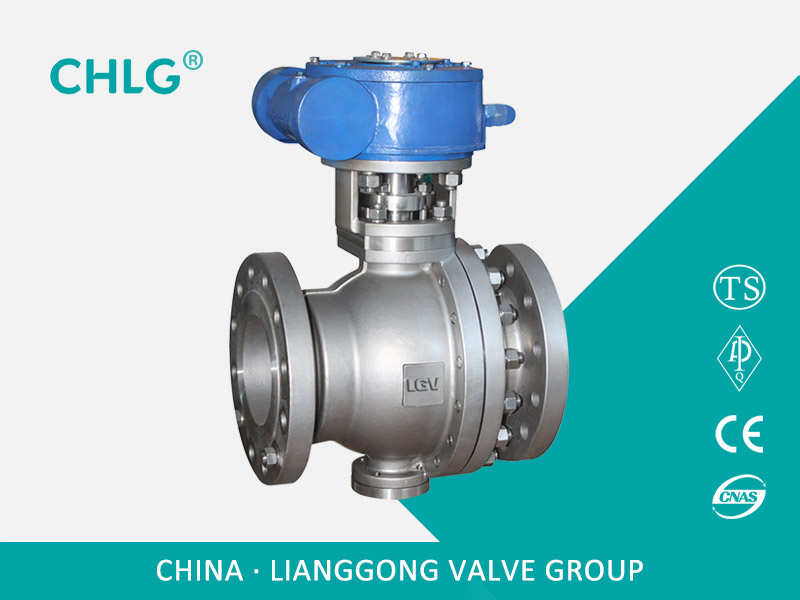 CHLG®
LGV
TS
Q
CE
CNAS
CHINA · LIANGGONG VALVE GROUP